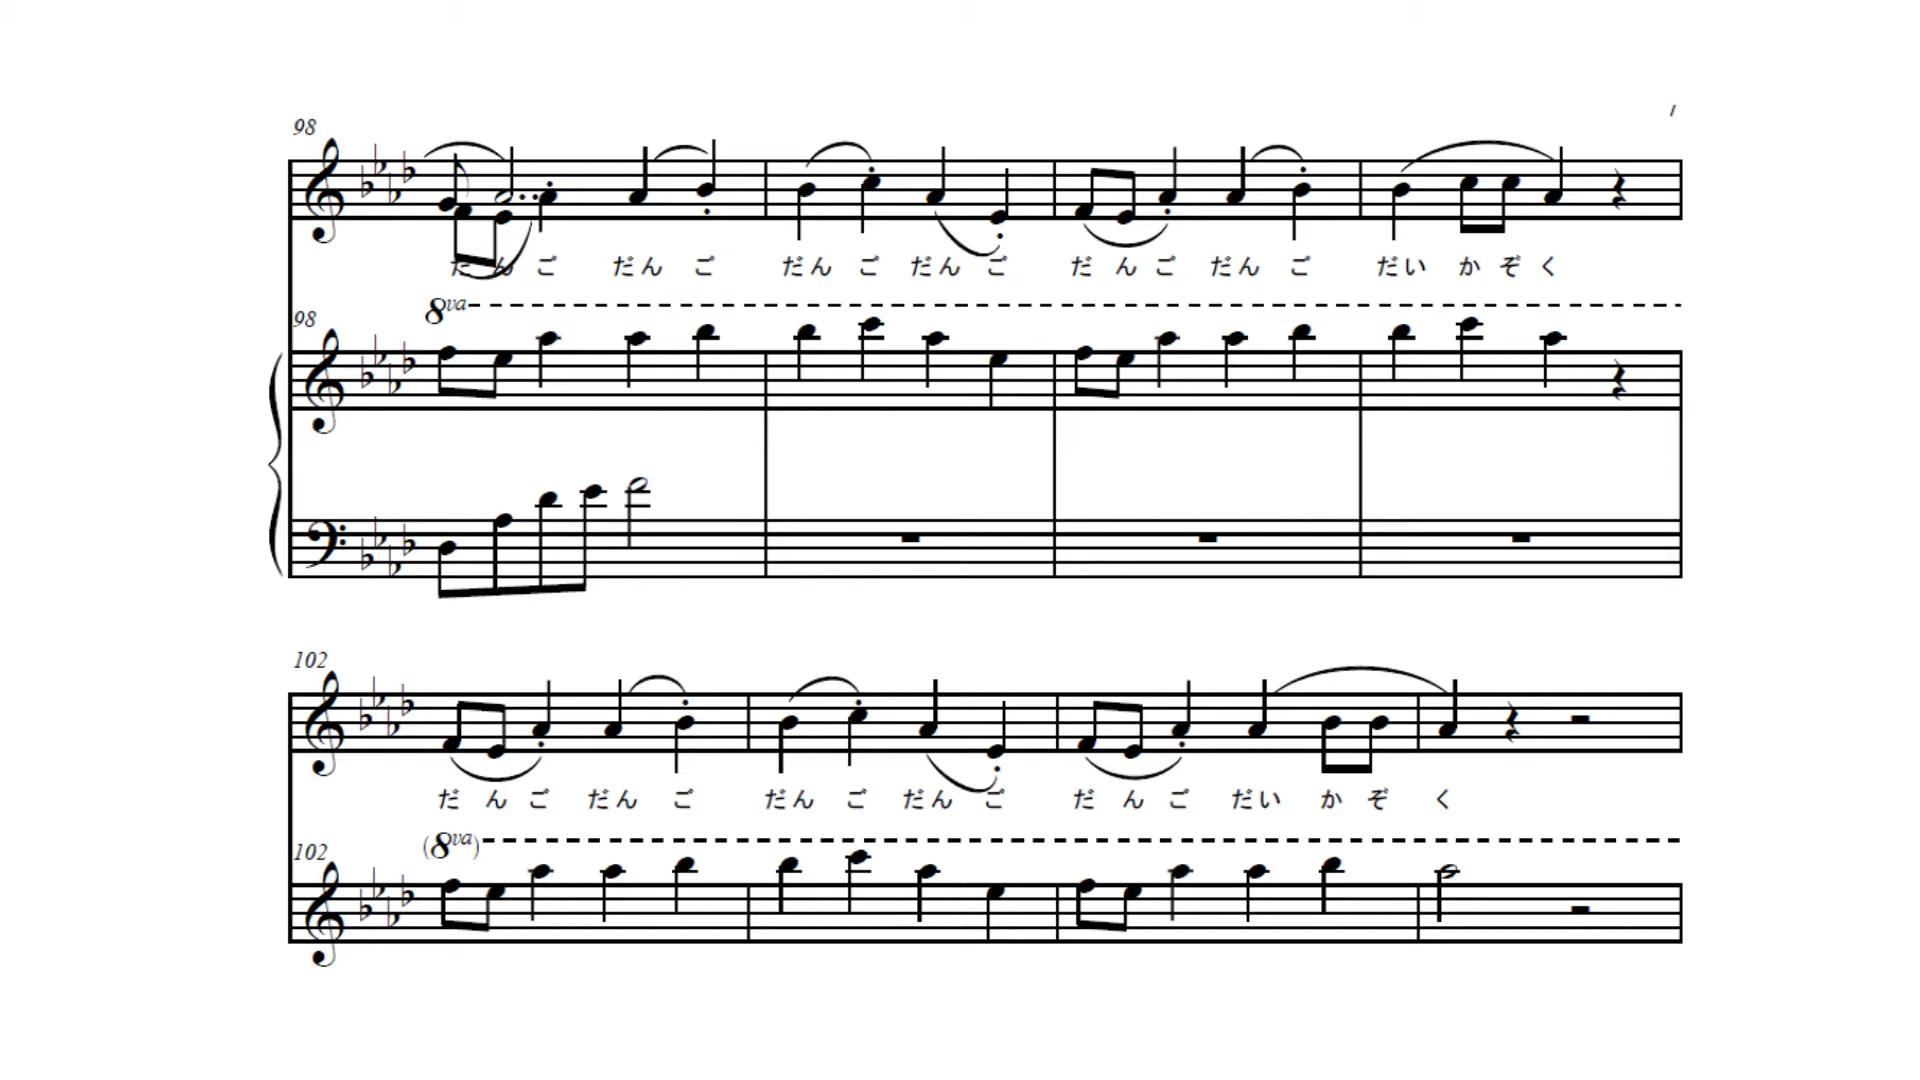 98
だ ん ご だん ご だん ご だん ご だ ん ご だん ご だい か ぞ く
8va
98
102
だ ん ご だん ご だん ご だん ご だ ん ご だい か ぞ く
(8va)
102